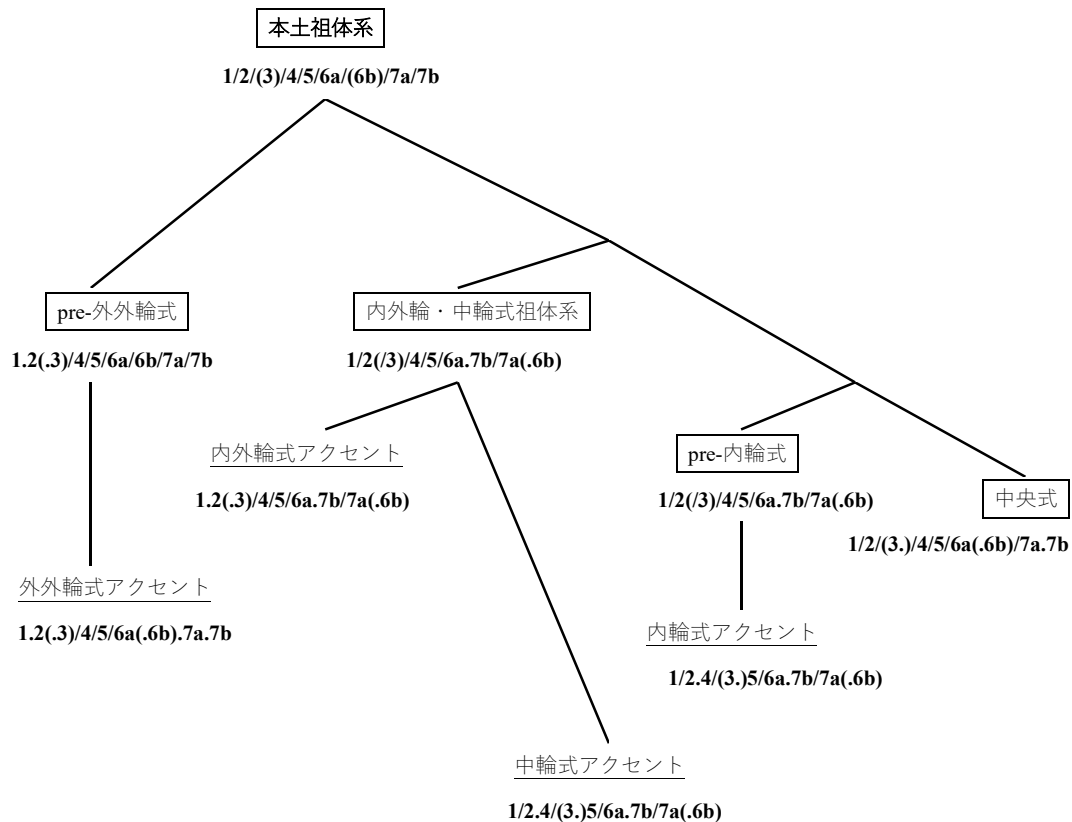 本土祖体系
1/2/(3)/4/5/6a/(6b)/7a/7b
pre-外外輪式
1.2(.3)/4/5/6a/6b/7a/7b
内外輪・中輪式祖体系
1/2(/3)/4/5/6a.7b/7a(.6b)
内外輪式アクセント
1.2(.3)/4/5/6a.7b/7a(.6b)
pre-内輪式
1/2(/3)/4/5/6a.7b/7a(.6b)
中央式
1/2/(3.)/4/5/6a(.6b)/7a.7b
外外輪式アクセント
1.2(.3)/4/5/6a(.6b).7a.7b
内輪式アクセント
1/2.4/(3.)5/6a.7b/7a(.6b)
中輪式アクセント
1/2.4/(3.)5/6a.7b/7a(.6b)